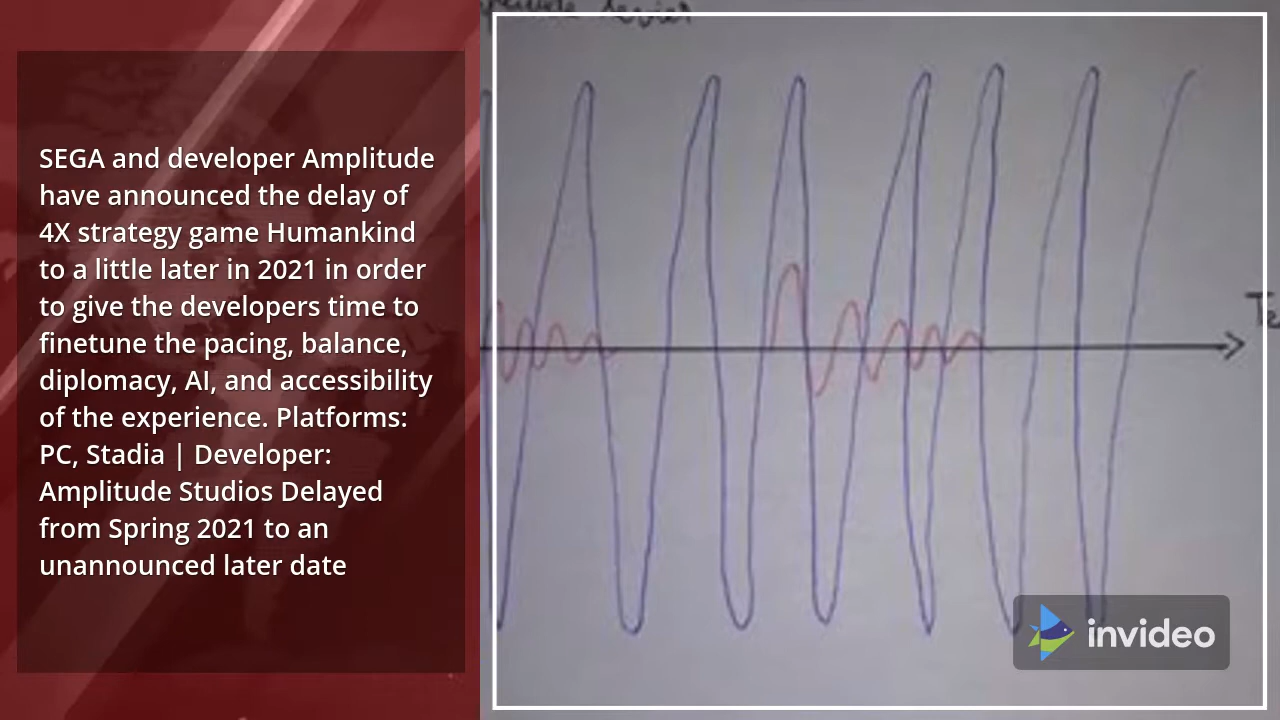 SEGA and developer Amplitude
have announced the delay of
4X strategy game Humankind
to a little later in 2021 in order
to give the developers time to
finetune the pacing, balance,
diplomacy, AI, and accessibility
of the experience. Platforms:
PC, Stadia | Developer:
Amplitude Studios Delayed
from Spring 2021 to an
unannounced later date
invideo